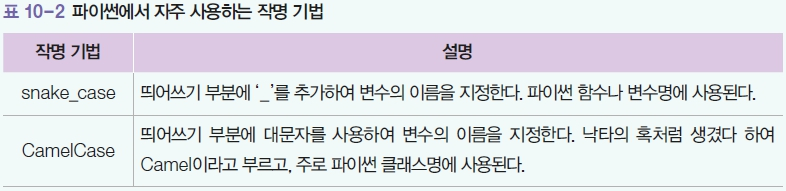 표 10-2 파이썬에서 자주 사용하는 작명 기법
작명 기법 설명
snake_case 띄어쓰기 부분에 ‘_’를 추가하여 변수의 이름을 지정한다. 파이썬 함수나 변수명에 사용된다.
띄어쓰기 부분에 대문자를 사용하여 변수의 이름을 지정한다. 낙타의 혹처럼 생겼다 하여
CamelCase
Camel이라고 부르고, 주로 파이썬 클래스명에 사용된다.